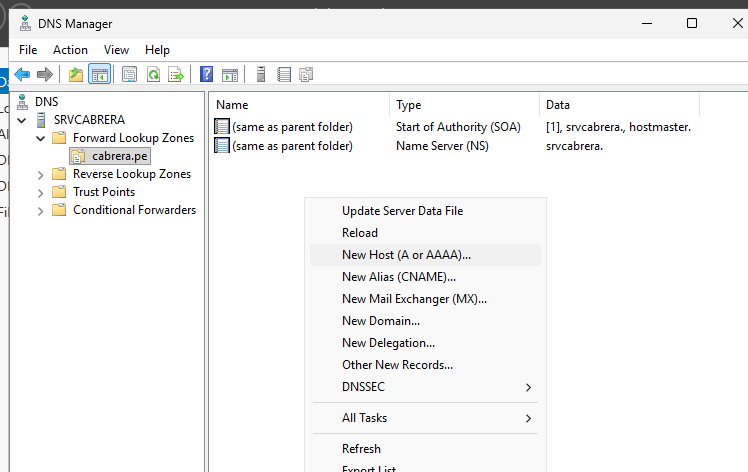 DNS Manager
File Action View Help
DNS
SRVCABRERA
Forward Lookup Zones
cabrera.pe
Reverse Lookup Zones
Trust Points
Conditional Forwarders
Name Type Data
(same as parent folder) Start of Authority (SOA) [1], srvcabrera., hostmaster.
(same as parent folder) Name Server (NS) srvcabrera.
Update Server Data File
Reload
New Host (A or AAAA)...
New Alias (CNAME)...
New Mail Exchanger (MX)...
New Domain...
New Delegation...
Other New Records...
DNSSEC
All Tasks
Refresh
Export List